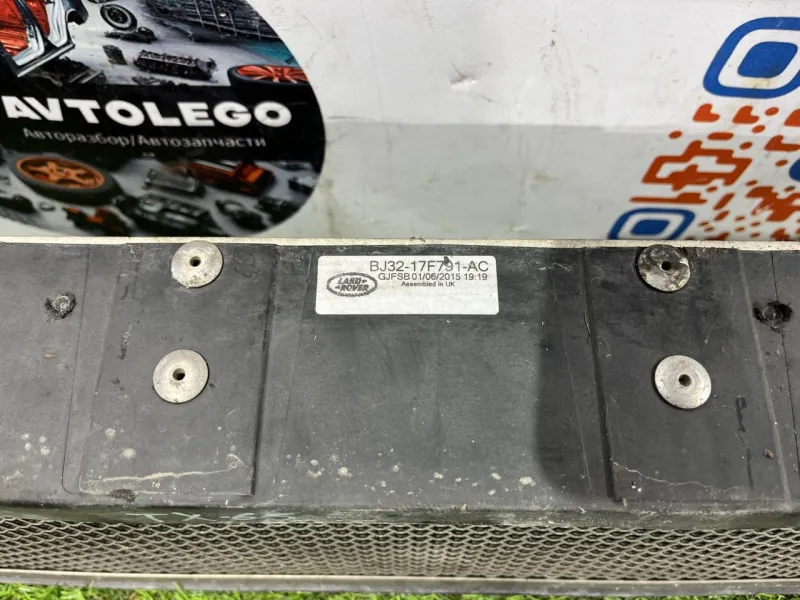 AVTOLEGO
Авторазбор/Автозапчасти
BJ32-17F791-AC
GJFSB 01/06/2015 19:19
Assembled in UK
LAND
ROVER